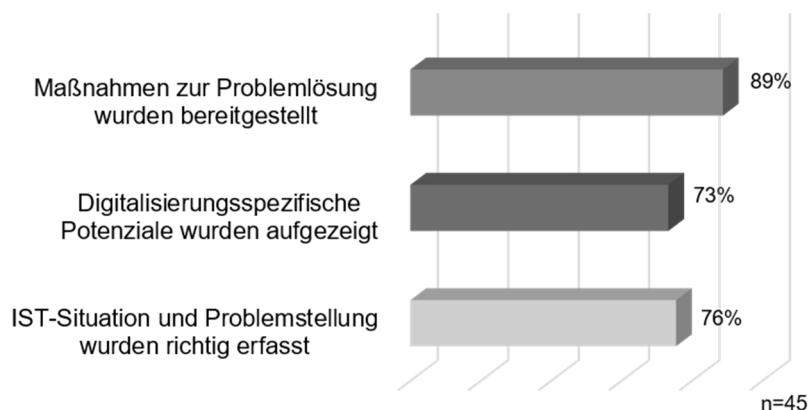 Maßnahmen zur Problemlösung
wurden bereitgestellt
89%
Digitalisierungsspezifische
Potenziale wurden aufgezeigt
73%
IST-Situation und Problemstellung
wurden richtig erfasst
76%
n=45